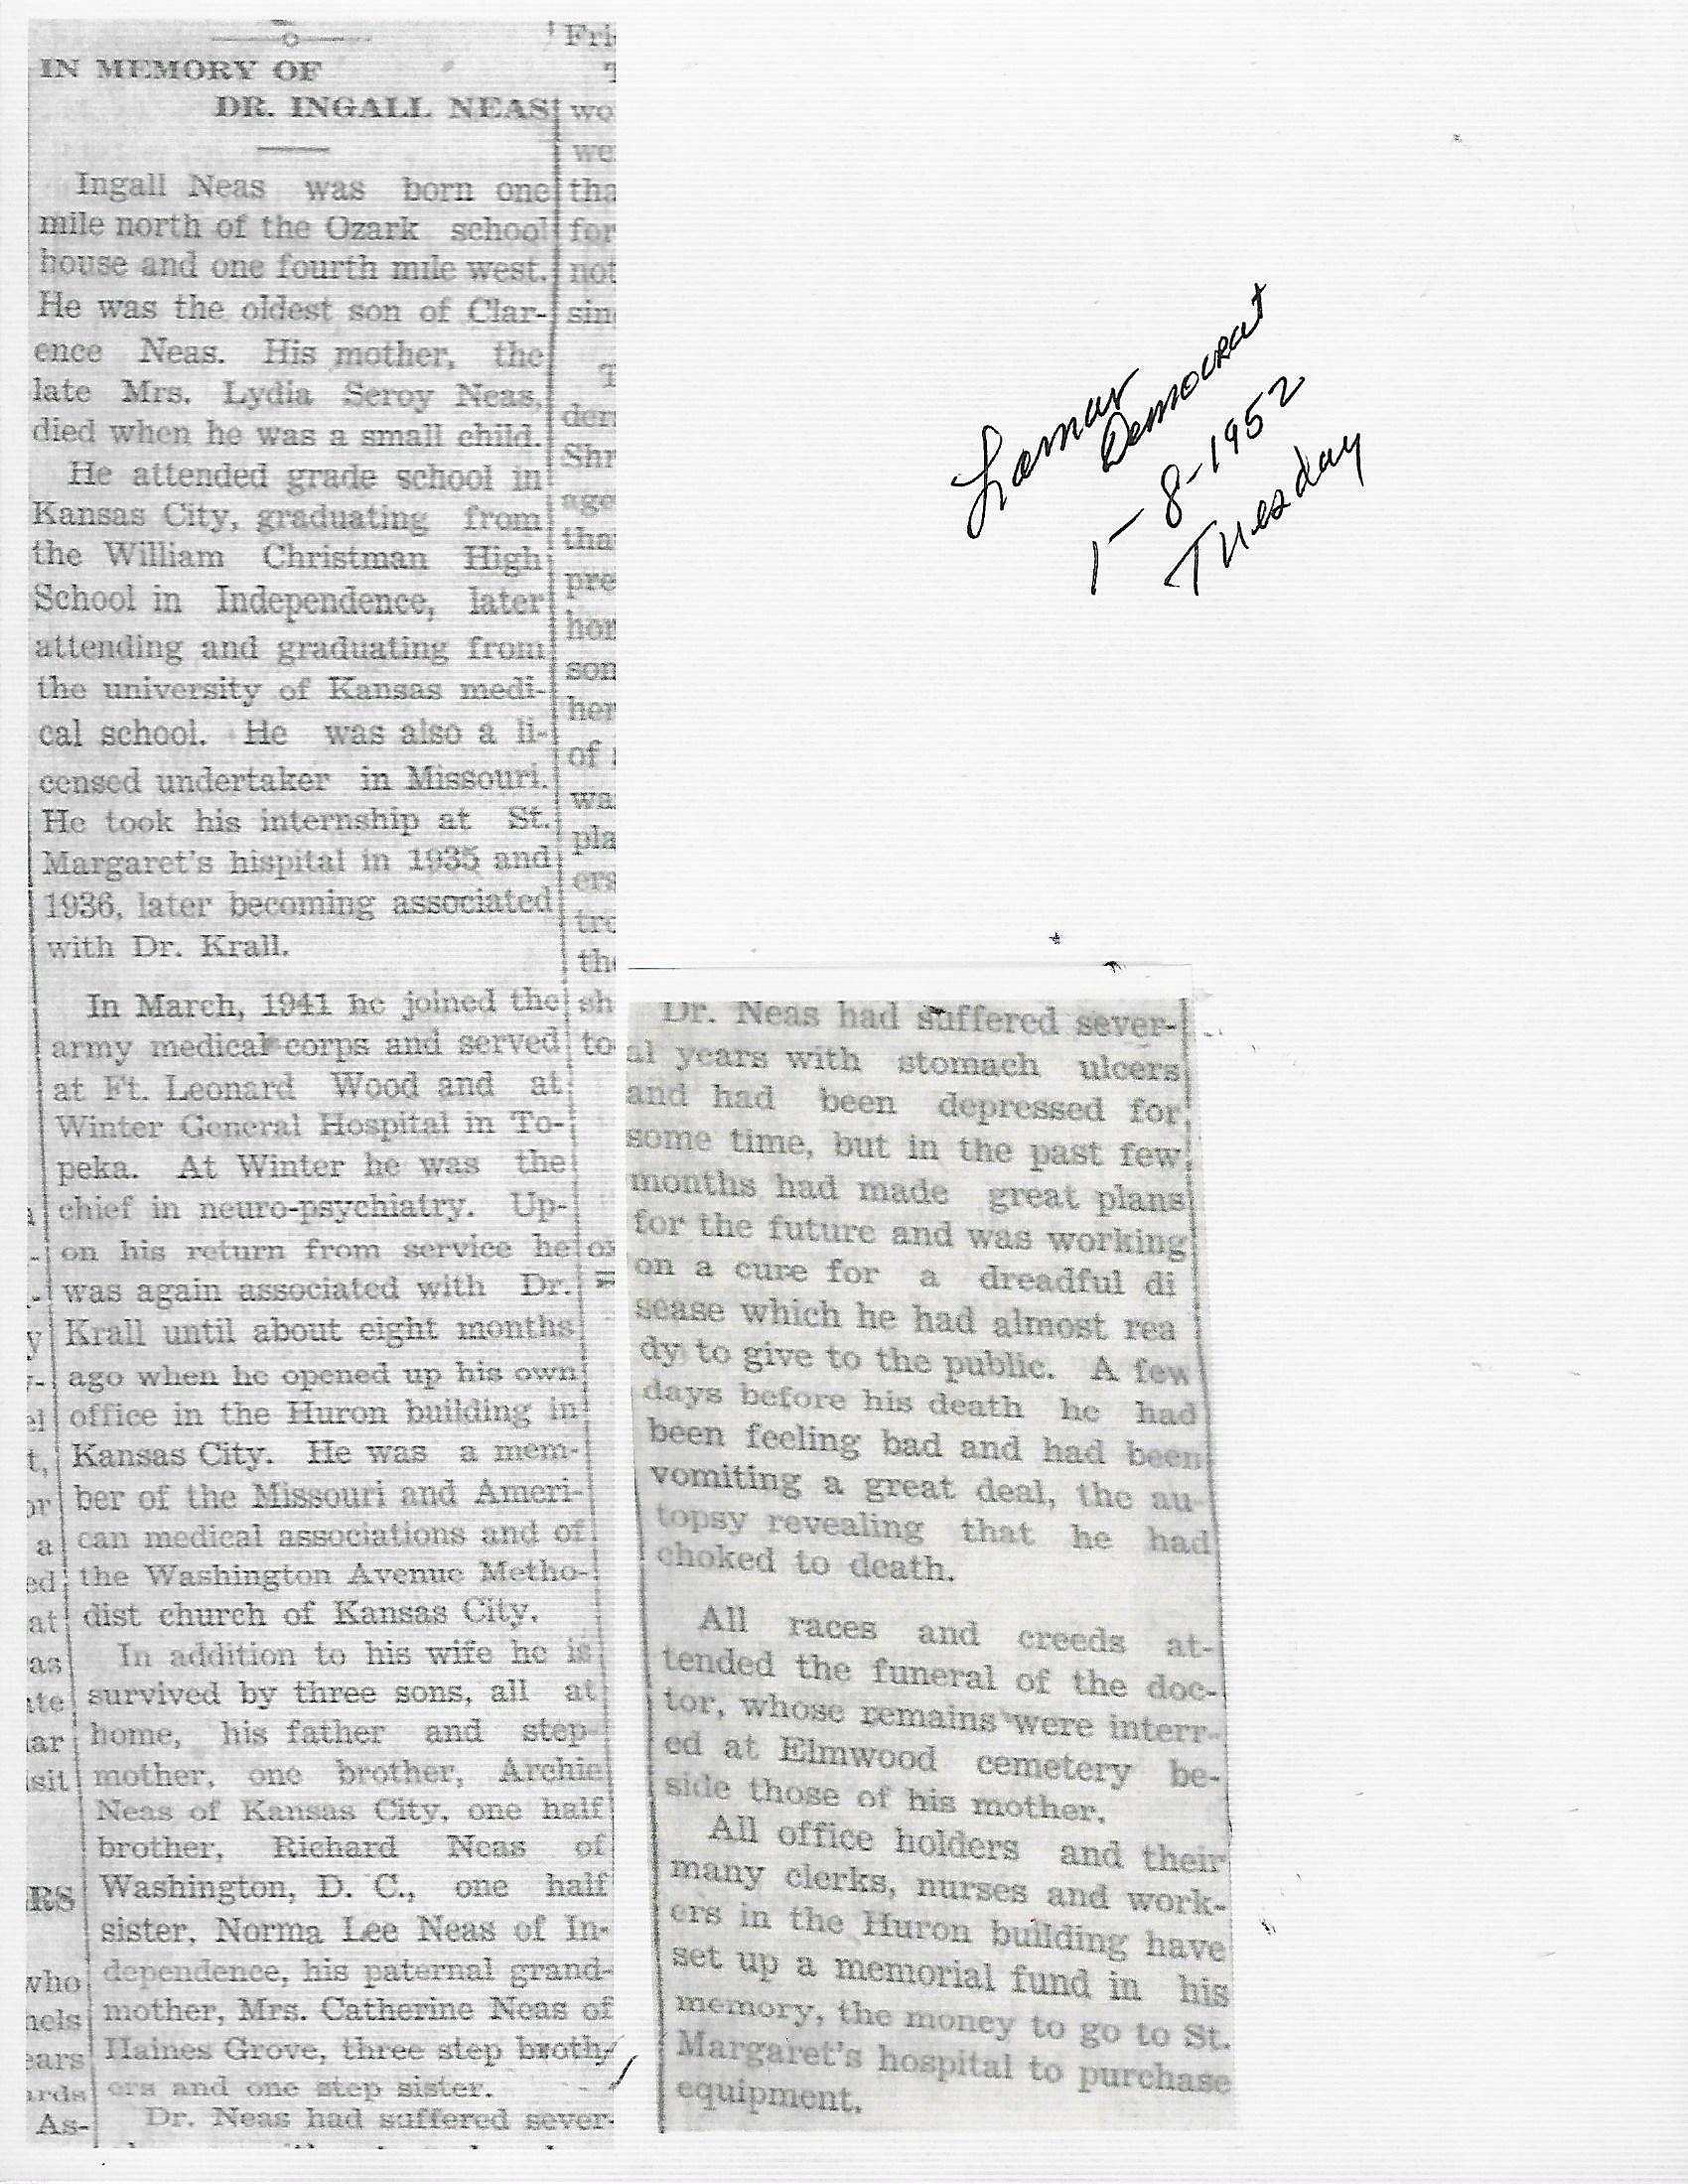 IN MEMORY OF
DR. INGALL NEAS
Ingall Neas was born one
mile north of the Ozark school
house and one fourth mile west.
He was the oldest son of Clar-
ence Neas. His mother, the
late Mrs. Lydia Seroy Neas,
died when he was a small child.
He attended grade school in
Kansas City, graduating from
the William Christman High
School in Independence, later
attending and graduating from
the university of Kansas medi-
cal school. He was also a li-
censed undertaker in Missouri.
He took his internship at St.
Margaret's hispital in 1935 and
1936, later becoming associated
with Dr. Krall.
In March, 1941 he joined the
army medical corps and served
at Ft. Leonard Wood and at
Winter General Hospital in To-
peka. At Winter he was the
chief in neuro-psychiatry. Up-
on his return from service he
was again associated with Dr.
Krall until about eight months
ago when he opened up his own
office in the Huron building in
Kansas City. He was a mem-
ber of the Missouri and Ameri-
can medical associations and of
the Washington Avenue Metho-
dist church of Kansas City.
In addition to his wife he is
survived by three sons, all at
home, his father and step-
mother, one brother, Archie
Neas of Kansas City, one half
brother, Richard Neas of
Washington, D. C., one half
sister, Norma Lee Neas of In-
dependence, his paternal grand-
mother, Mrs. Catherine Neas of
Haines Grove, three step broth-
ers and one step sister.
Dr. Neas had suffered sever-
Lamar
Democrat
1-8-1952
Tuesday
Dr. Neas had suffered sever-
al years with stomach ulcers
and had been depressed for
some time, but in the past few
months had made great plans
for the future and was working
on a cure for a dreadful di
sease which he had almost rea
dy to give to the public. A few
days before his death he had
been feeling bad and had been
vomiting a great deal, the au-
topsy revealing that he had
choked to death.
All races and creeds at-
tended the funeral of the doc-
tor, whose remains were interr-
ed at Elmwood cemetery be-
side those of his mother.
All office holders and their
many clerks, nurses and work-
ers in the Huron building have
set up a memorial fund in his
memory, the money to go to St.
Margaret's hospital to purchase
equipment.